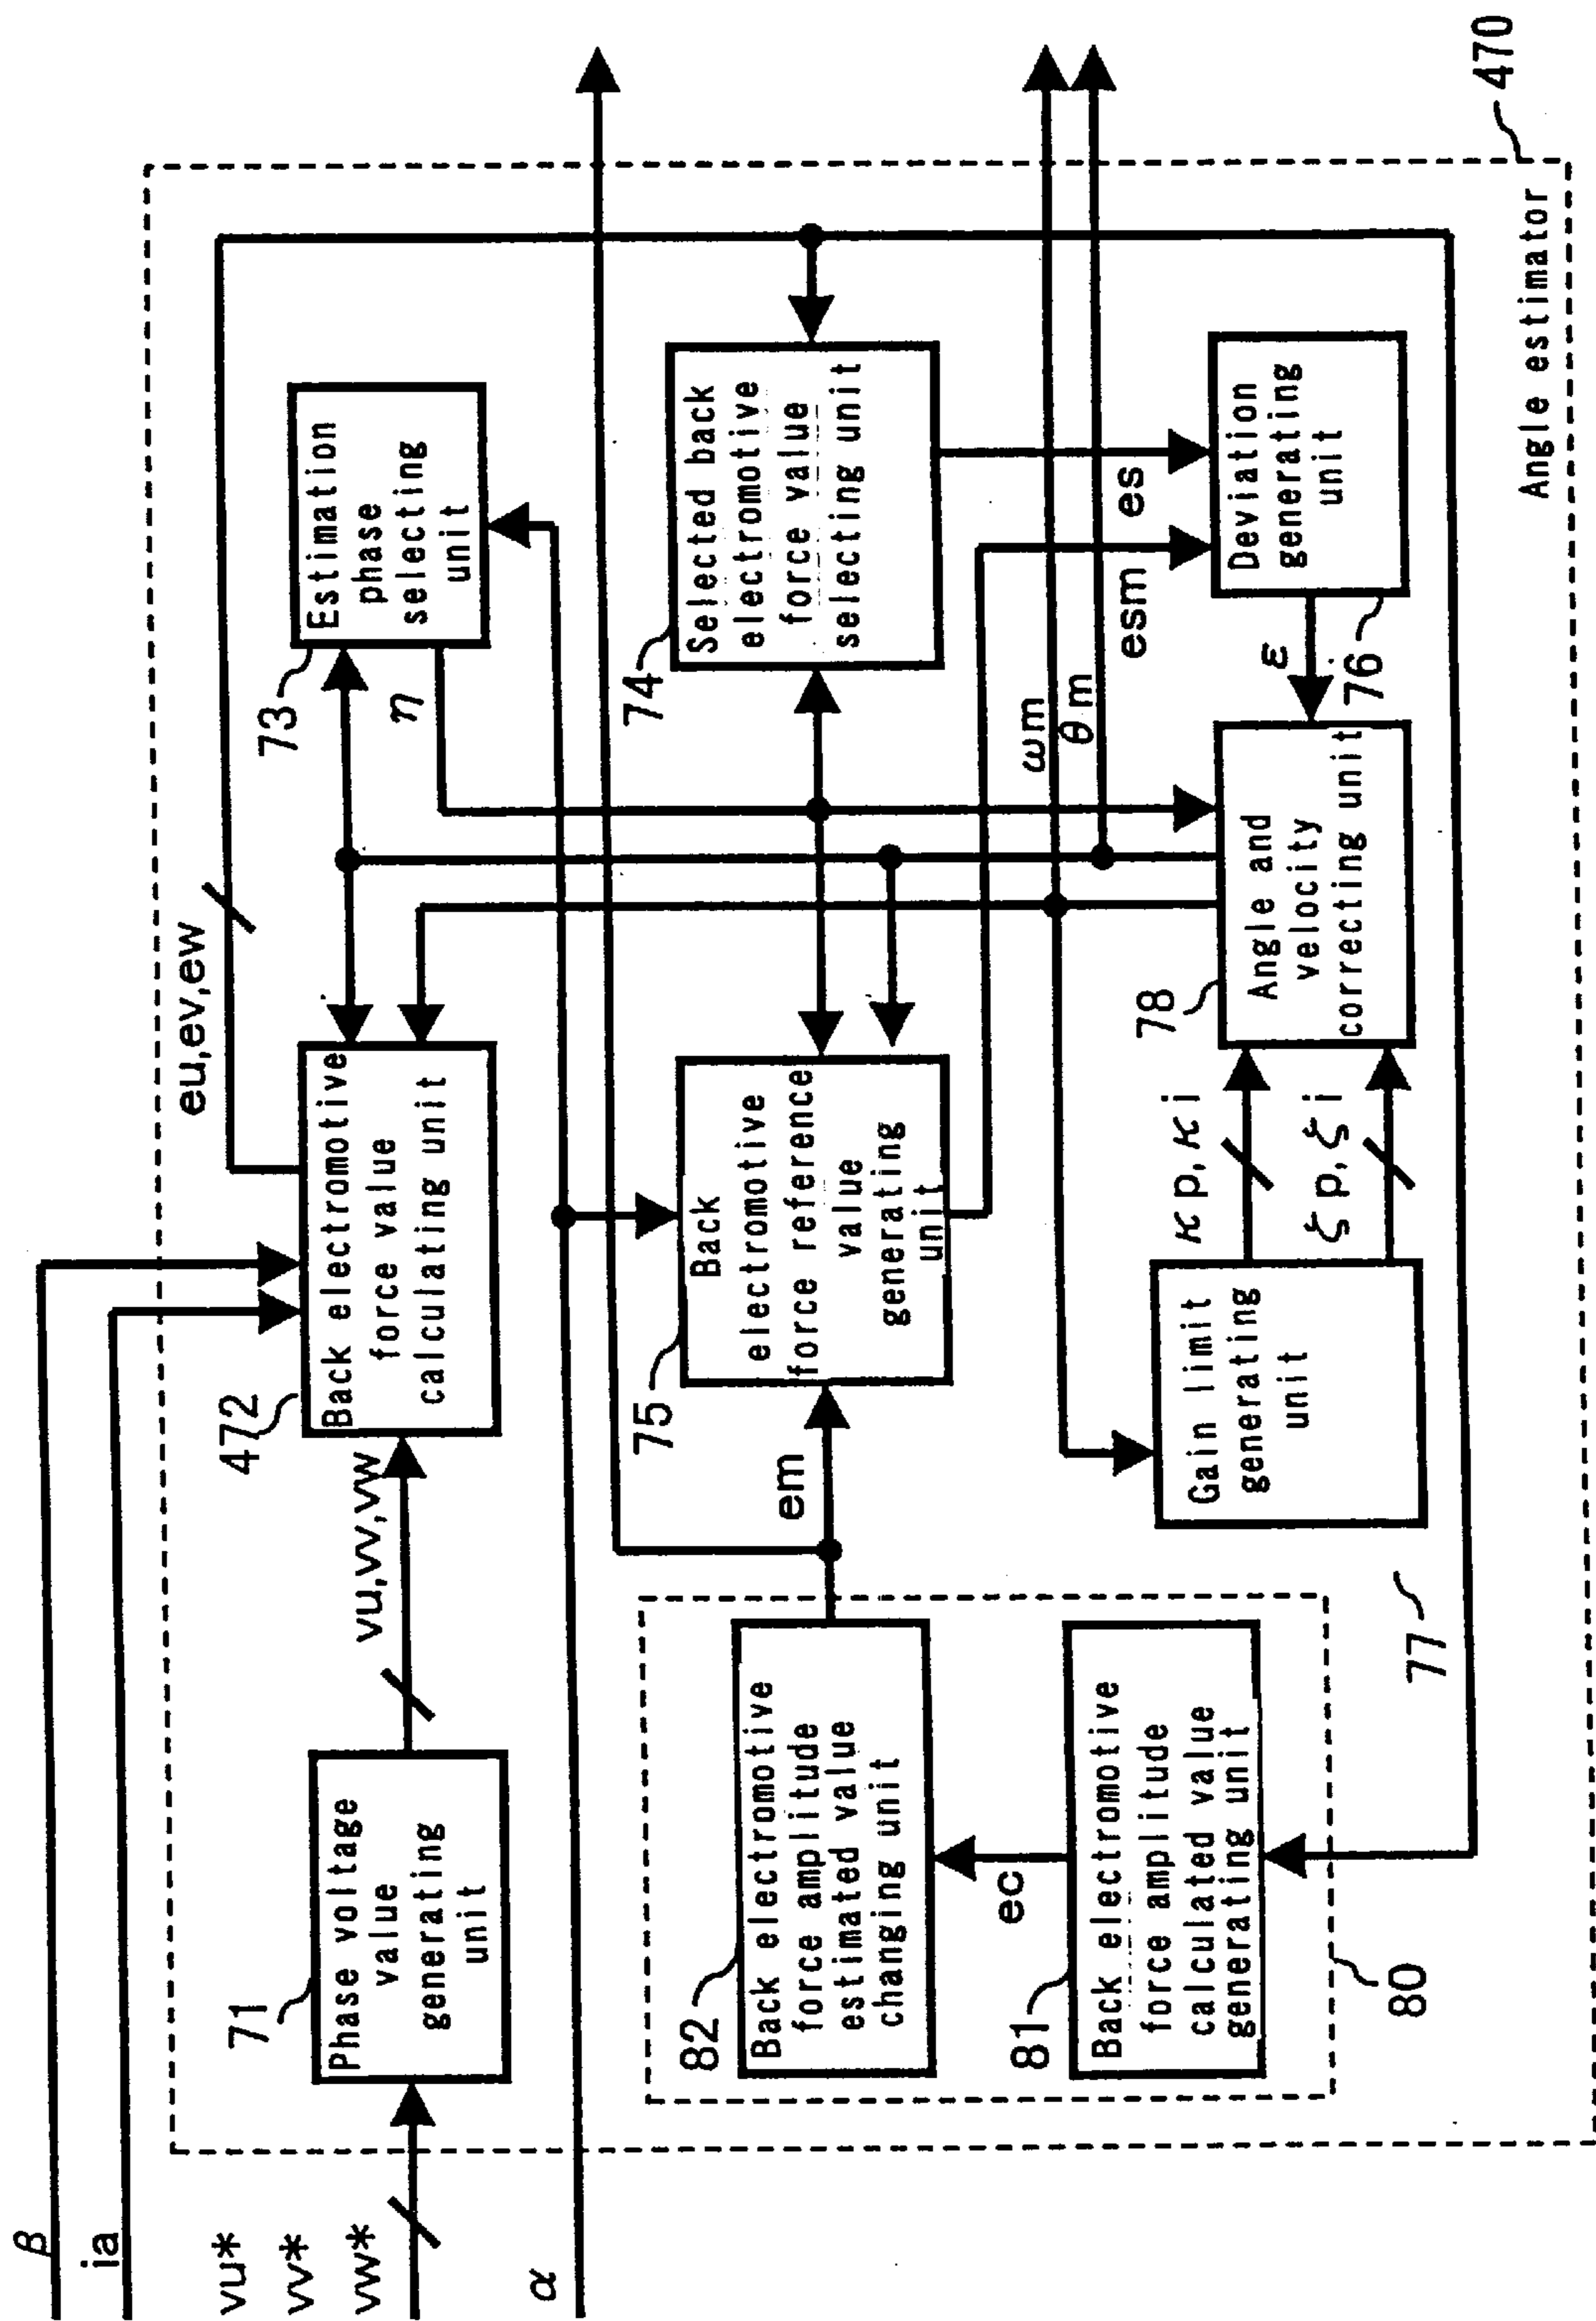 β
ia
vu*
vv*
vw*
α
71
Phase voltage
value
generating
unit
vu,vv,vw
472
Back electromotive
force value
calculating unit
eu,ev,ew
73
Estimation
phase
selecting
unit
η
82
Back electromotive
force amplitude
estimated value
changing unit
ec
81
Back electromotive
force amplitude
calculated value
generating unit
80
em
75
Back
electromotive
force reference
value
generating
unit
74
Selected back
electromotive
force value
selecting unit
ωm
θm
esm
es
77
Gain limit
generating
unit
κp,κi
ζp,ζi
78
Angle and
velocity
correcting unit
ε
76
Deviation
generating
unit
Angle estimator
470